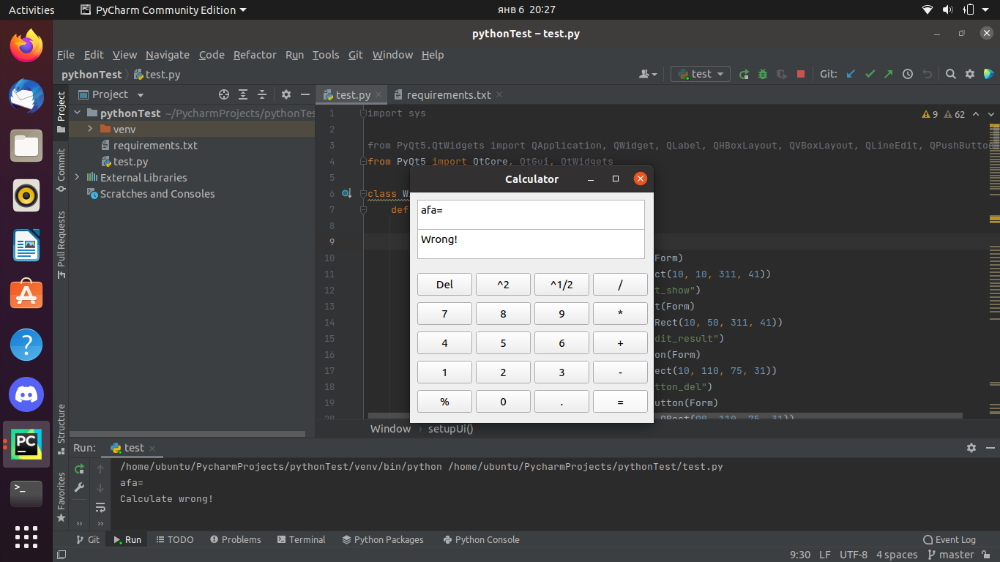 Activities PyCharm Community Edition янв 6 20:27
pythonTest – test.py
File Edit View Navigate Code Refactor Run Tools Git Window Help
pythonTest test.py test Git:
Project
Project
test.py requirements.txt
pythonTest ~/PycharmProjects/pythonTes
venv
requirements.txt
test.py
External Libraries
Scratches and Consoles
Commit
Pull Requests
Structure
Favorites
9 62
1 import sys
2
3 from PyQt5.QtWidgets import QApplication, QWidget, QLabel, QHBoxLayout, QVBoxLayout, QLineEdit, QPushButton
4 from PyQt5 import QtCore, QtGui, QtWidgets
5
6 class W
7 def
8
9
10 Form)
11 ct(10, 10, 311, 41))
12 t_show")
13 t(Form)
14 Rect(10, 50, 311, 41))
15 dit_result")
16 on(Form)
17 ect(10, 110, 75, 31))
18 tton_del")
19 utton(Form)
20 QRect(90, 110, 75, 31))
Calculator
afa=
Wrong!
Del ^2 ^1/2 /
7 8 9 *
4 5 6 +
1 2 3 -
% 0 . =
Window setupUi()
Run: test
/home/ubuntu/PycharmProjects/pythonTest/venv/bin/python /home/ubuntu/PycharmProjects/pythonTest/test.py
afa=
Calculate wrong!
Git Run TODO Problems Terminal Python Packages Python Console Event Log
9:30 LF UTF-8 4 spaces master
PC